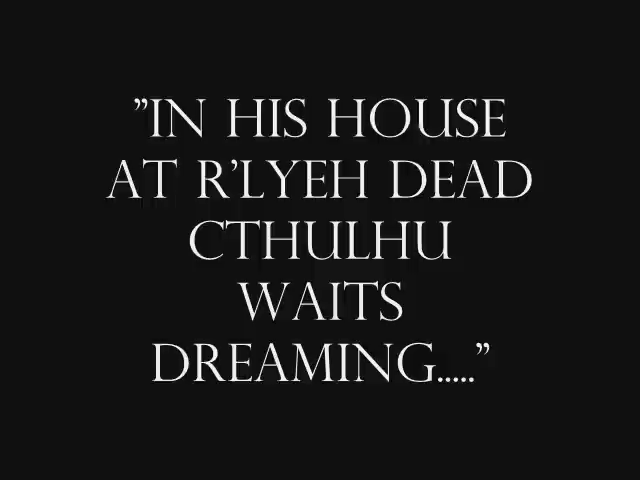 ”IN HIS HOUSE
AT R’LYEH DEAD
CTHULHU
WAITS
DREAMING.....”